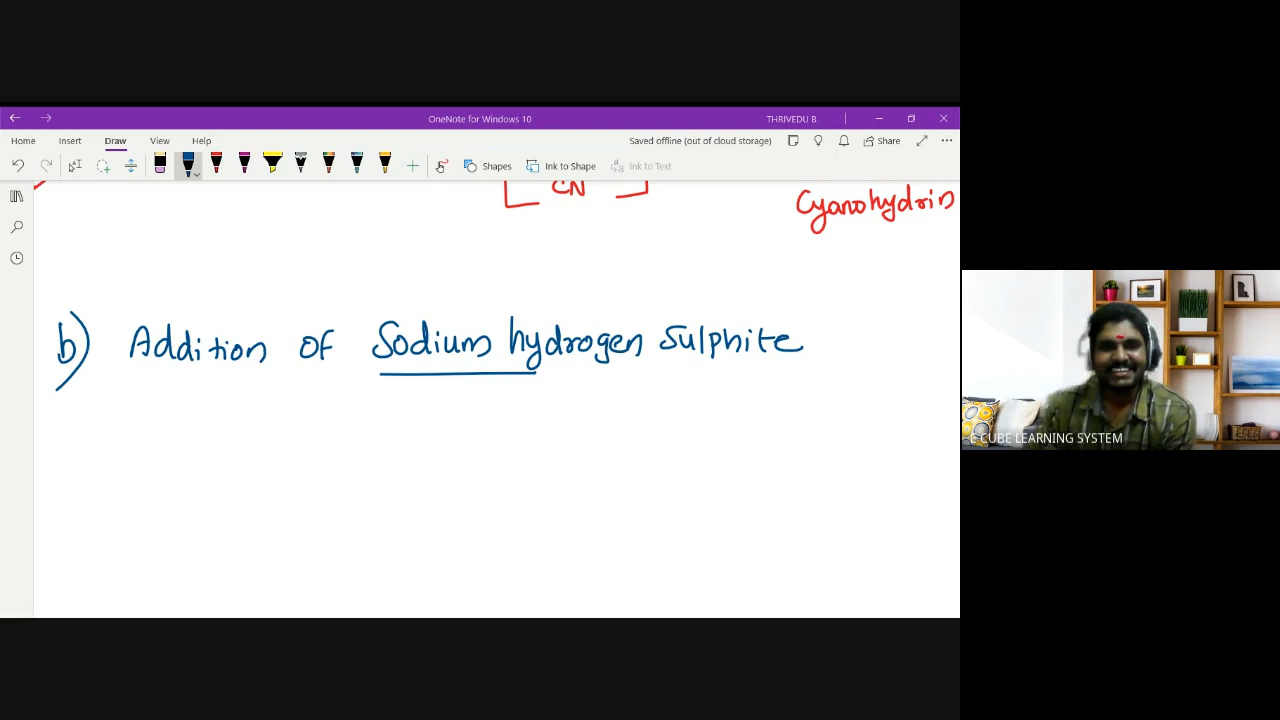 OneNote for Windows 10
THRIVEDU B
Home Insert Draw View Help
Saved offline (out of cloud storage)
Share
Shapes
Ink to Shape
Ink to Text
CN
Cyanohydrin
b) Addition of Sodium hydrogen Sulphite
E CUBE LEARNING SYSTEM